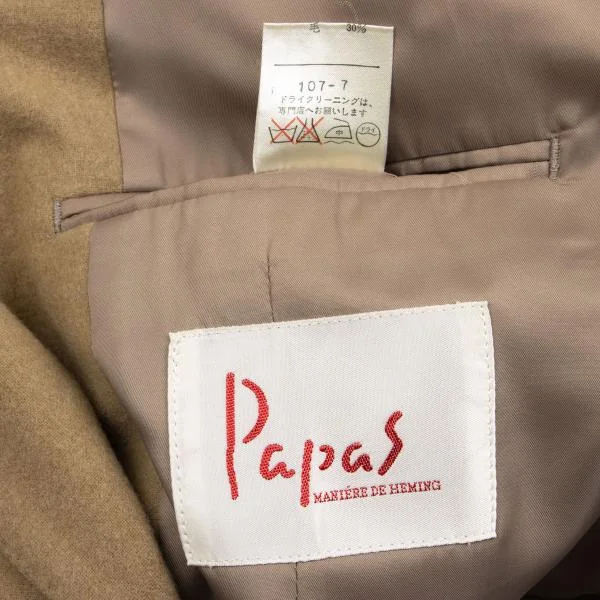 毛 30%
107-7
ドライクリーニングは、
専門店へお願いします
中 ドライ
Papas
MANIÉRE DE HEMING